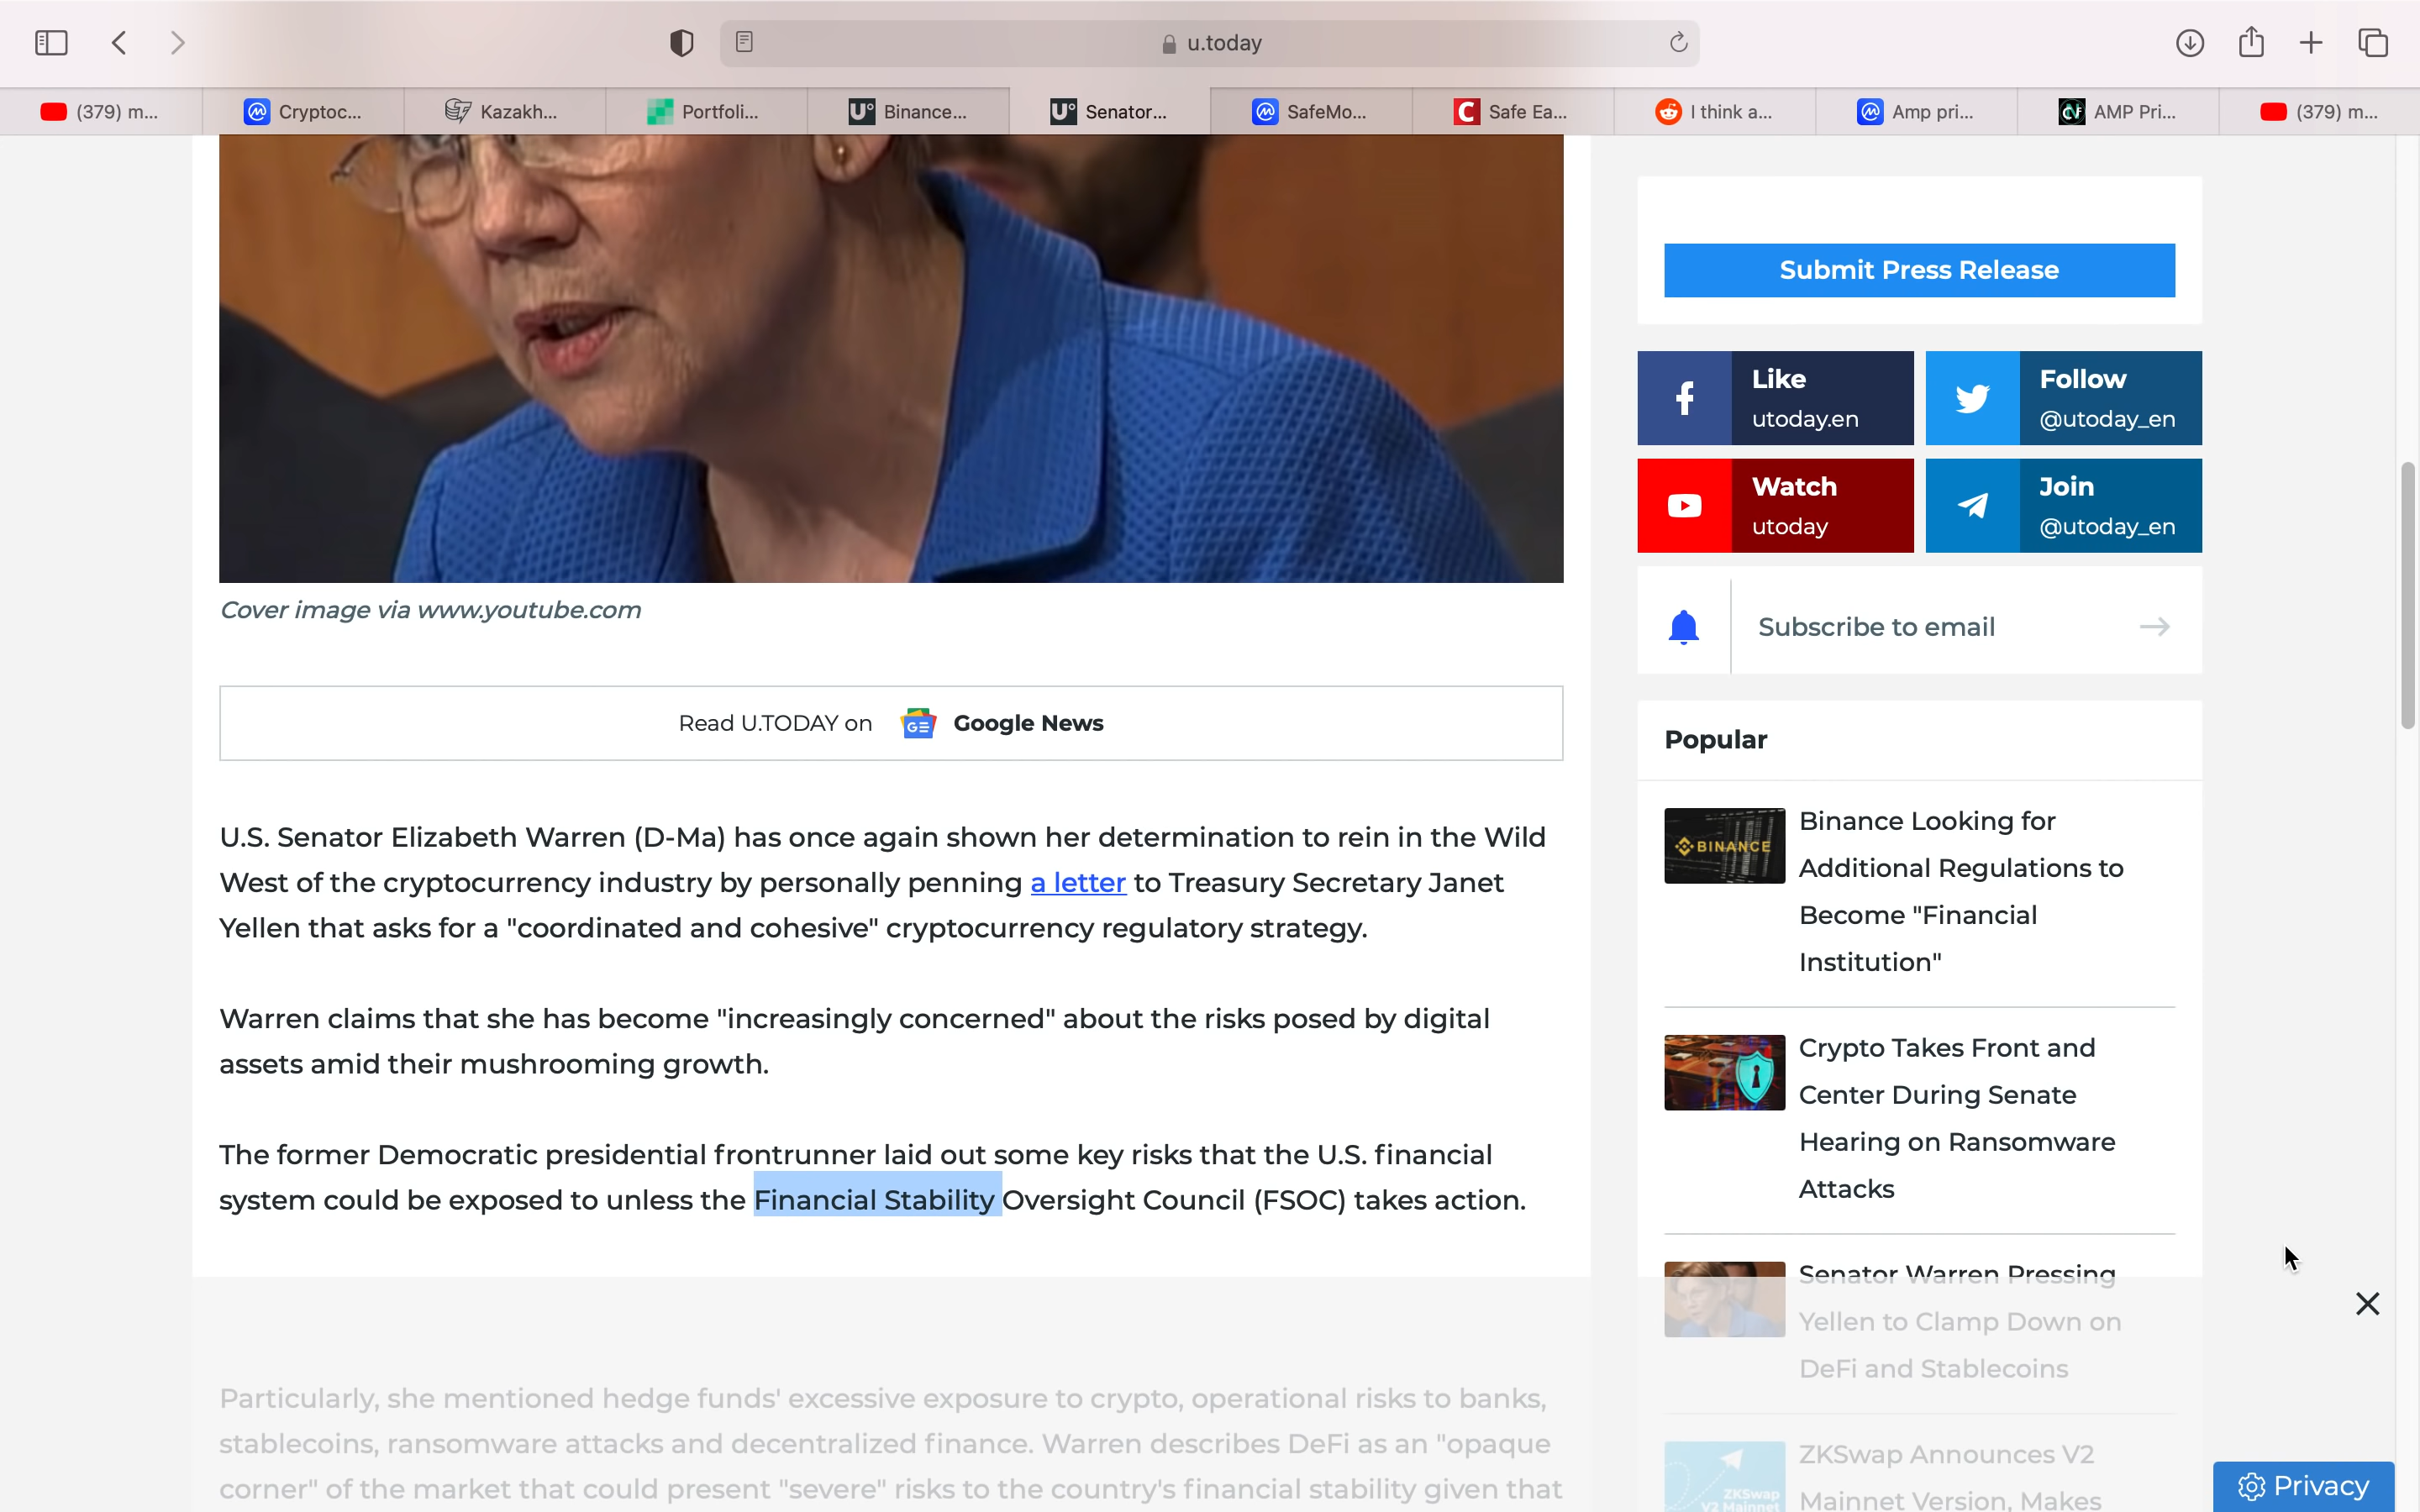 u.today
(379) m...
Cryptoc...
Kazakh...
Portfoli...
Binance...
Senator...
SafeMo...
Safe Ea...
I think a...
Amp pri...
AMP Pri...
(379) m...
Cover image via www.youtube.com
Read U.TODAY on Google News
U.S. Senator Elizabeth Warren (D-Ma) has once again shown her determination to rein in the Wild
West of the cryptocurrency industry by personally penning a letter to Treasury Secretary Janet
Yellen that asks for a "coordinated and cohesive" cryptocurrency regulatory strategy.
Warren claims that she has become "increasingly concerned" about the risks posed by digital
assets amid their mushrooming growth.
The former Democratic presidential frontrunner laid out some key risks that the U.S. financial
system could be exposed to unless the Financial Stability Oversight Council (FSOC) takes action.
Particularly, she mentioned hedge funds' excessive exposure to crypto, operational risks to banks,
stablecoins, ransomware attacks and decentralized finance. Warren describes DeFi as an "opaque
corner" of the market that could present "severe" risks to the country's financial stability given that
Submit Press Release
Like
utoday.en
Follow
@utoday_en
Watch
utoday
Join
@utoday_en
Subscribe to email
Popular
BINANCE
Binance Looking for
Additional Regulations to
Become "Financial
Institution"
Crypto Takes Front and
Center During Senate
Hearing on Ransomware
Attacks
Senator Warren Pressing
Yellen to Clamp Down on
DeFi and Stablecoins
ZKSwap
V2 Mainnet
ZKSwap Announces V2
Mainnet Version, Makes
Privacy